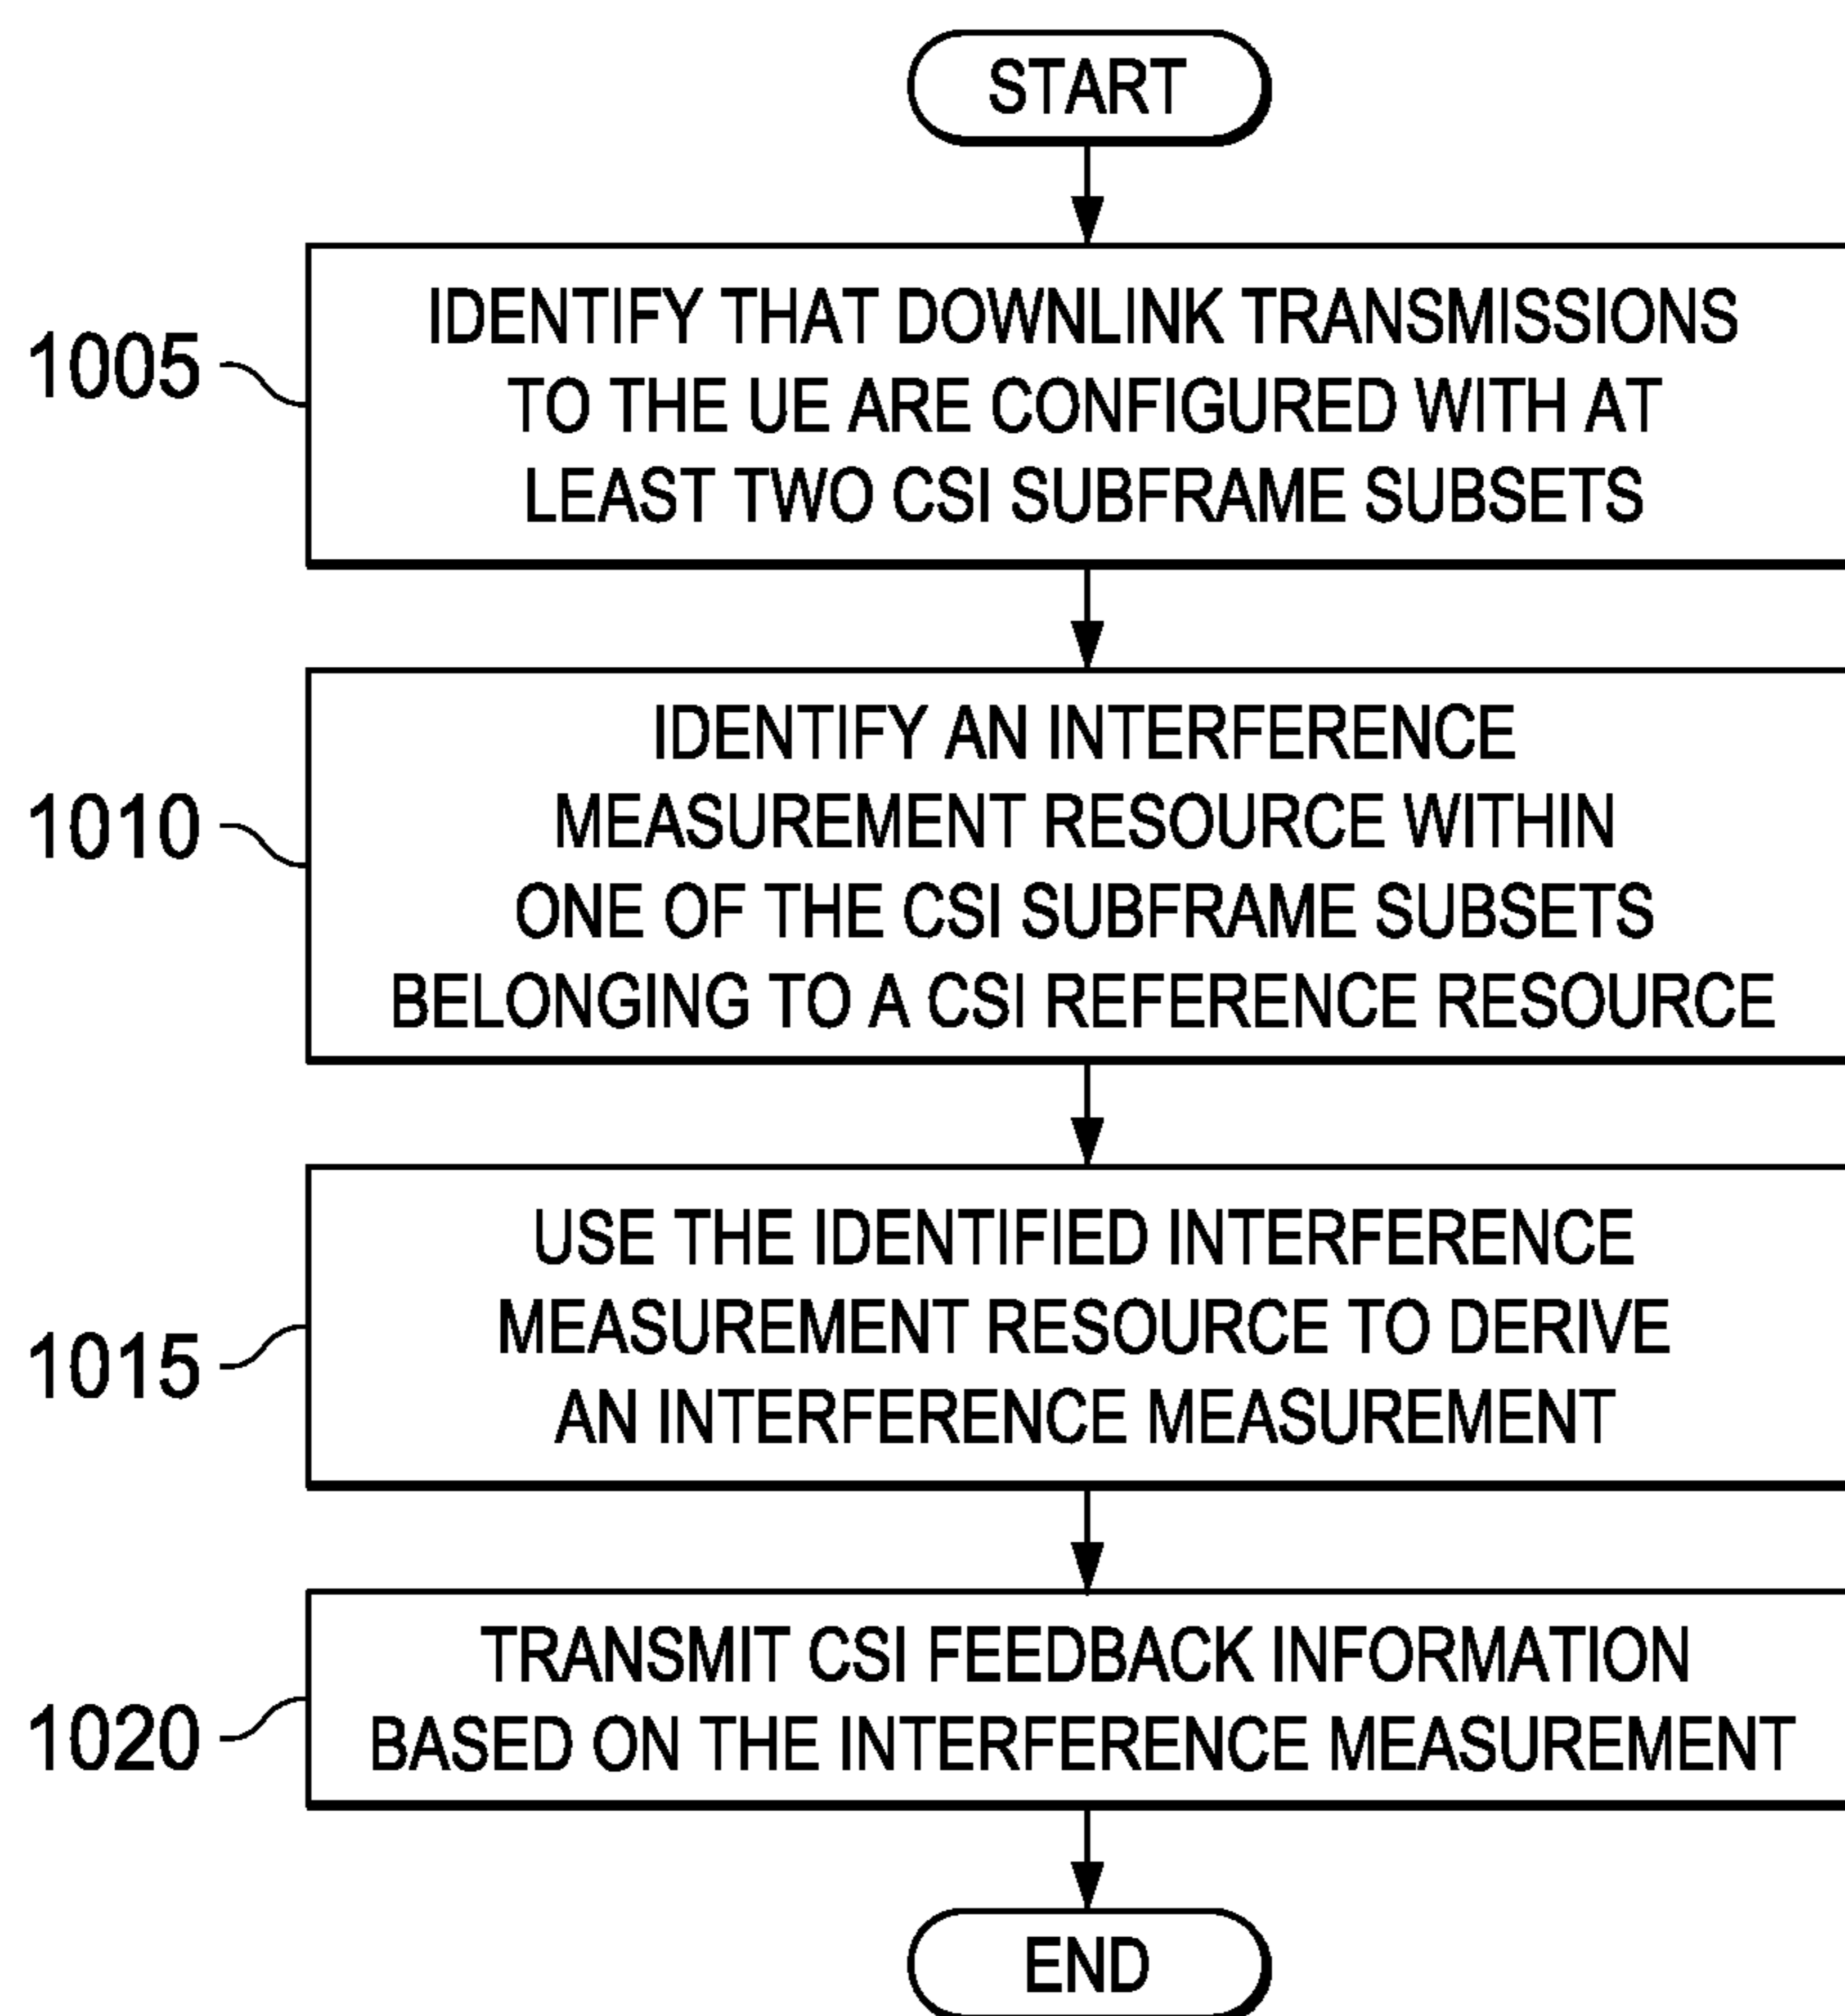 START
1005
IDENTIFY THAT DOWNLINK TRANSMISSIONS
TO THE UE ARE CONFIGURED WITH AT
LEAST TWO CSI SUBFRAME SUBSETS
1010
IDENTIFY AN INTERFERENCE
MEASUREMENT RESOURCE WITHIN
ONE OF THE CSI SUBFRAME SUBSETS
BELONGING TO A CSI REFERENCE RESOURCE
1015
USE THE IDENTIFIED INTERFERENCE
MEASUREMENT RESOURCE TO DERIVE
AN INTERFERENCE MEASUREMENT
1020
TRANSMIT CSI FEEDBACK INFORMATION
BASED ON THE INTERFERENCE MEASUREMENT
END